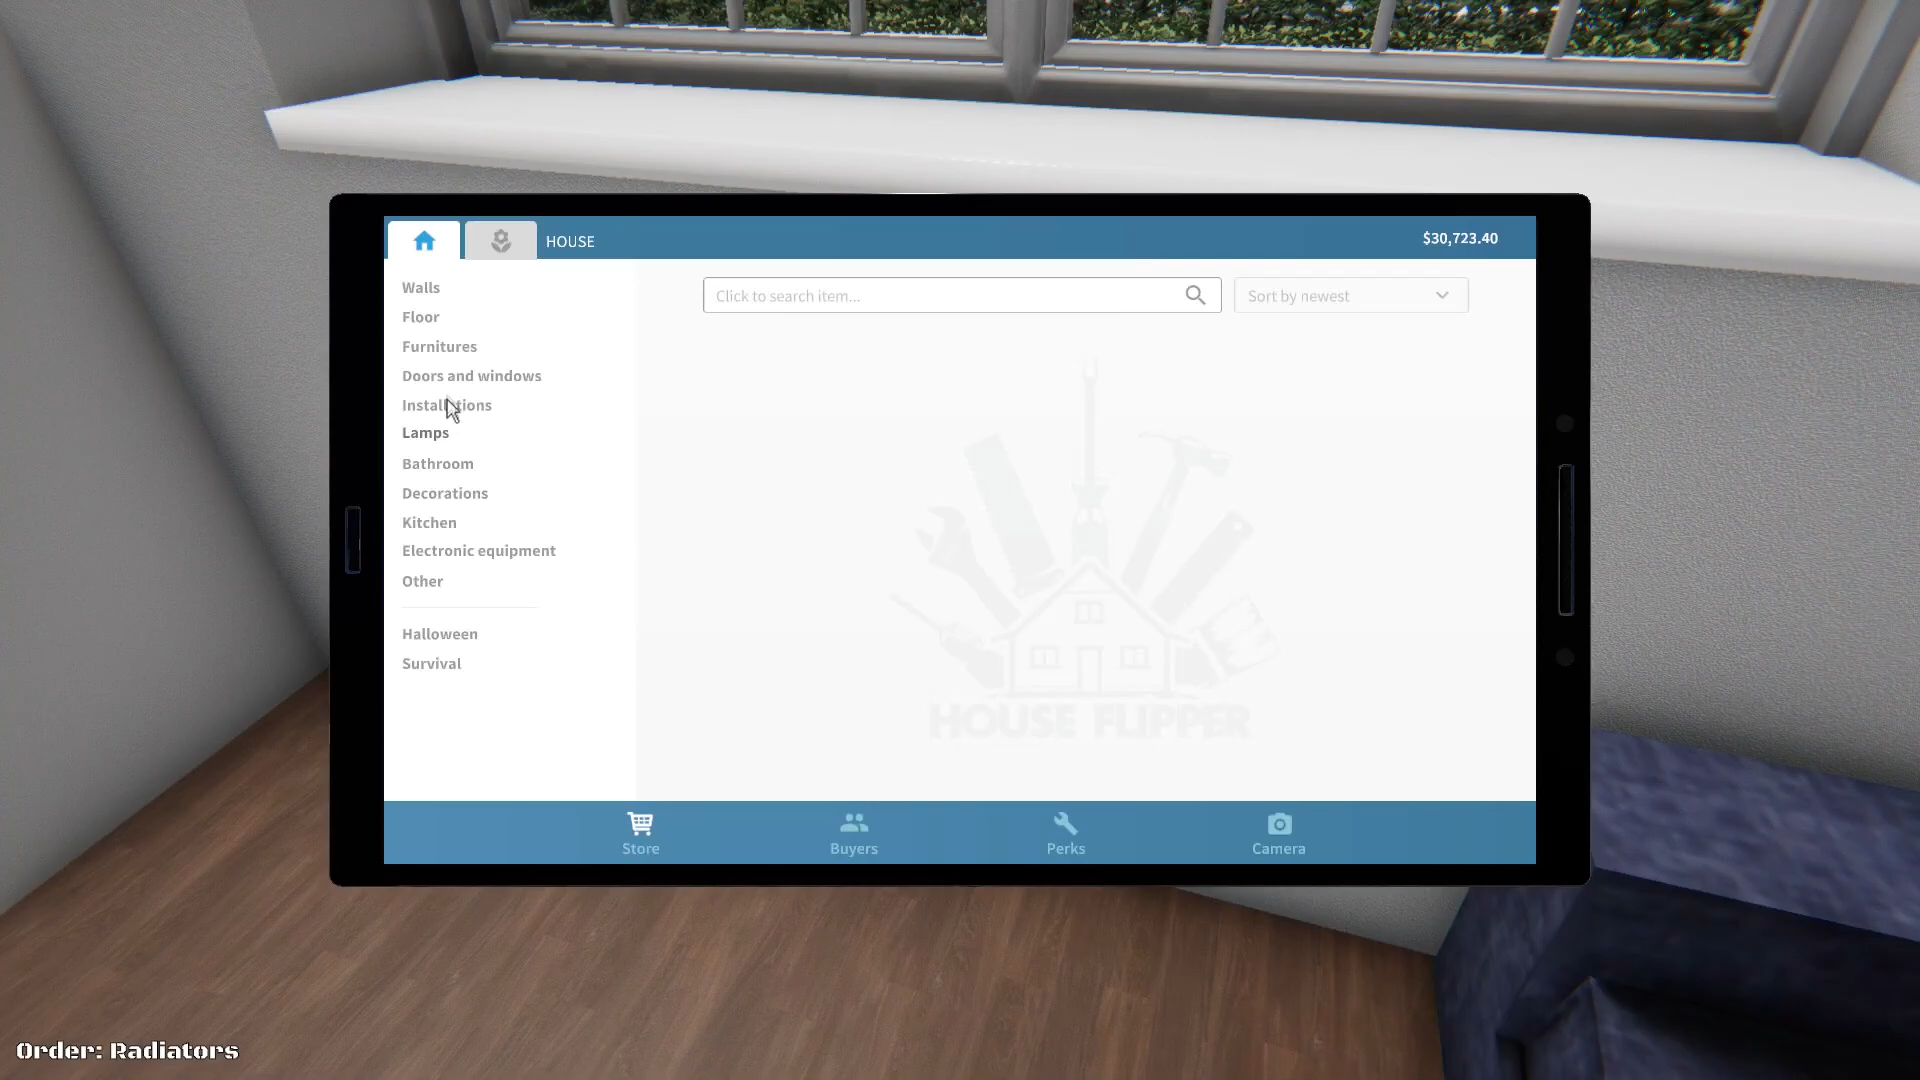 HOUSE
$30,723.40
Walls
Floor
Furnitures
Doors and windows
Installations
Lamps
Bathroom
Decorations
Kitchen
Electronic equipment
Other
Halloween
Survival
Click to search item...
Sort by newest
HOUSE FLIPPER
Store
Buyers
Perks
Camera
Order: Radiators